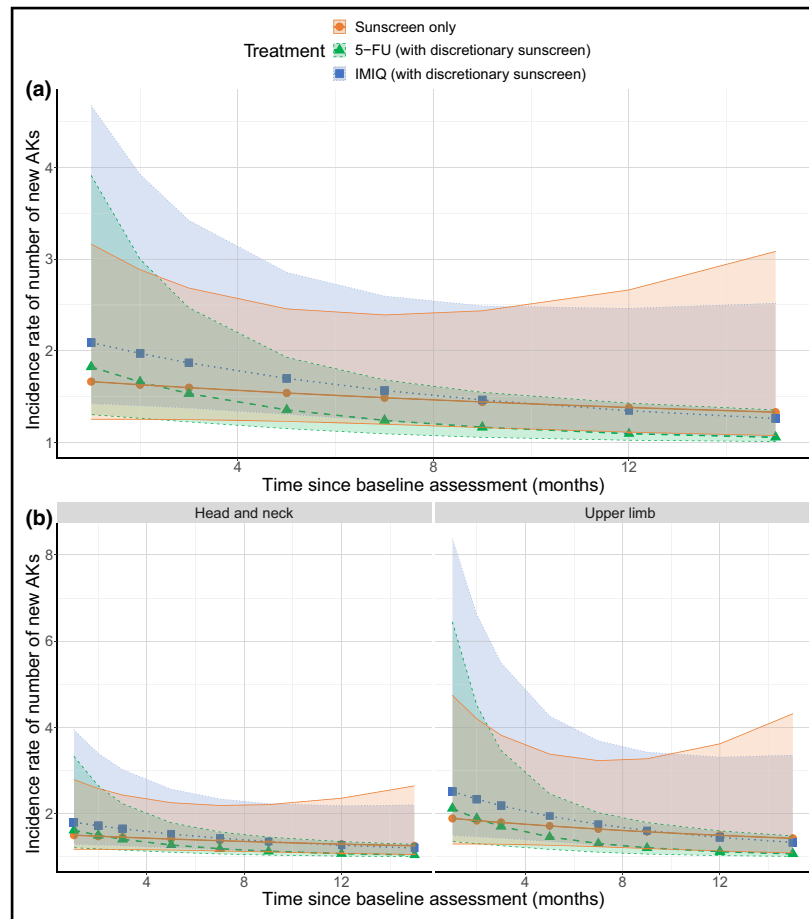 Sunscreen only
Treatment
5−FU (with discretionary sunscreen)
IMIQ (with discretionary sunscreen)
(a)
Incidence rate of number of new AKs
4
3
2
1
4
8
12
Time since baseline assessment (months)
(b)
Head and neck
Upper limb
Incidence rate of number of new AKs
8
6
4
2
4
8
12
4
8
12
Time since baseline assessment (months)